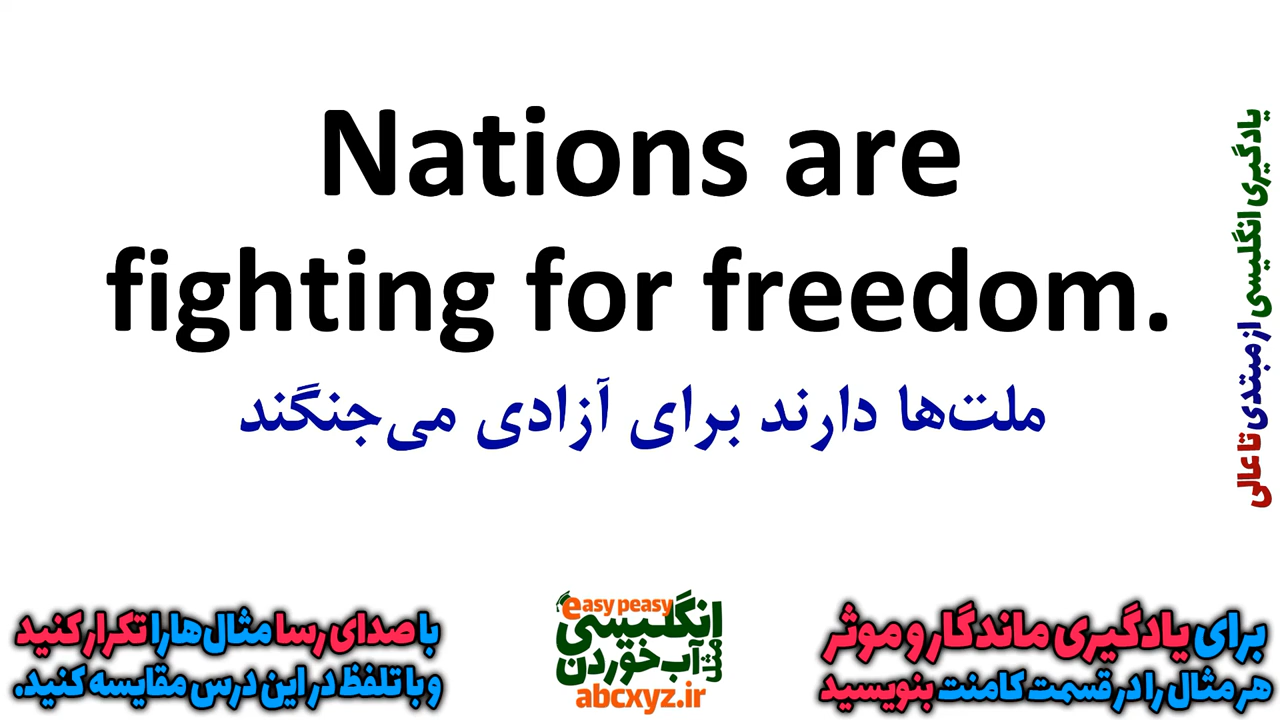 Nations are
fighting for freedom.
ملت‌ها دارند برای آزادی می‌جنگند
یادگیری انگلیسی از مبتدی تا عالی
برای یادگیری ماندگار و موثر
هر مثال را در قسمت کامنت بنویسید
easy peasy
انگلیسی
مثل آب خوردن
abcxyz.ir
با صدای رسا مثال‌ها را تکرار کنید
و با تلفظ در این درس مقایسه کنید.